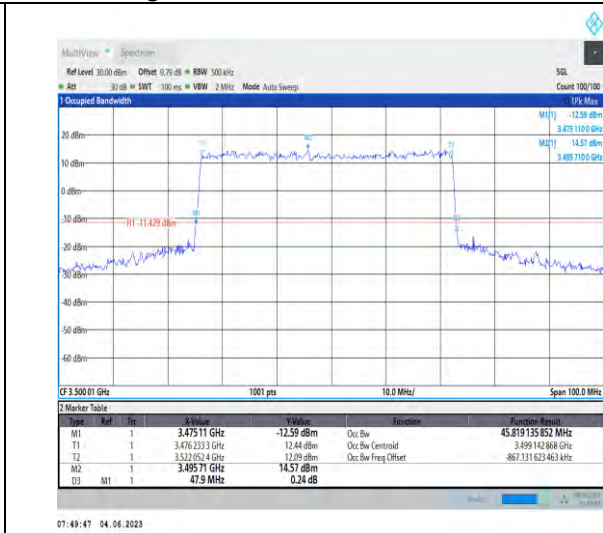 MultiView Spectrum
Ref Level 30.00 dBm Offset 9.79 dB RBW 500 kHz SGL
Att 30 dB SWT 100 ms VBW 2 MHz Mode Auto Sweep Count 100/100
1 Occupied Bandwidth 1Pk Max
M1[1] -12.59 dBm
3.475 110 0 GHz
M2[1] 14.57 dBm
3.495 710 0 GHz
20 dBm
10 dBm
0 dBm
-10 dBm
H1 -11.429 dBm
-20 dBm
-30 dBm
-40 dBm
-50 dBm
-60 dBm
CF 3.500 01 GHz 1001 pts 10.0 MHz/ Span 100.0 MHz
2 Marker Table
Type Ref Trc X-Value Y-Value Function Function Result
M1 1 3.475 11 GHz -12.59 dBm Occ Bw 45.819 135 852 MHz
T1 1 3.476 233 3 GHz 12.44 dBm Occ Bw Centroid 3.499 142 868 GHz
T2 1 3.522 052 4 GHz 12.09 dBm Occ Bw Freq Offset -867.131 623 463 kHz
M2 1 3.495 71 GHz 14.57 dBm
D3 M1 1 47.9 MHz 0.24 dB
07:49:47 04.06.2023